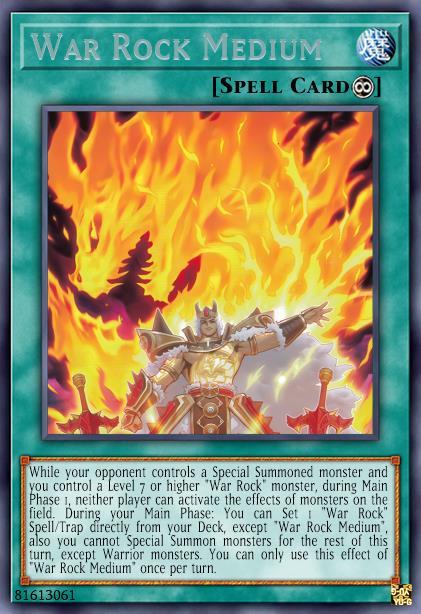 War Rock Medium
魔
[Spell Card]
While your opponent controls a Special Summoned monster and
you control a Level 7 or higher "War Rock" monster, during Main
Phase 1, neither player can activate the effects of monsters on the
field. During your Main Phase: You can Set 1 "War Rock"
Spell/Trap directly from your Deck, except "War Rock Medium",
also you cannot Special Summon monsters for the rest of this
turn, except Warrior monsters. You can only use this effect of
"War Rock Medium" once per turn.
81613061